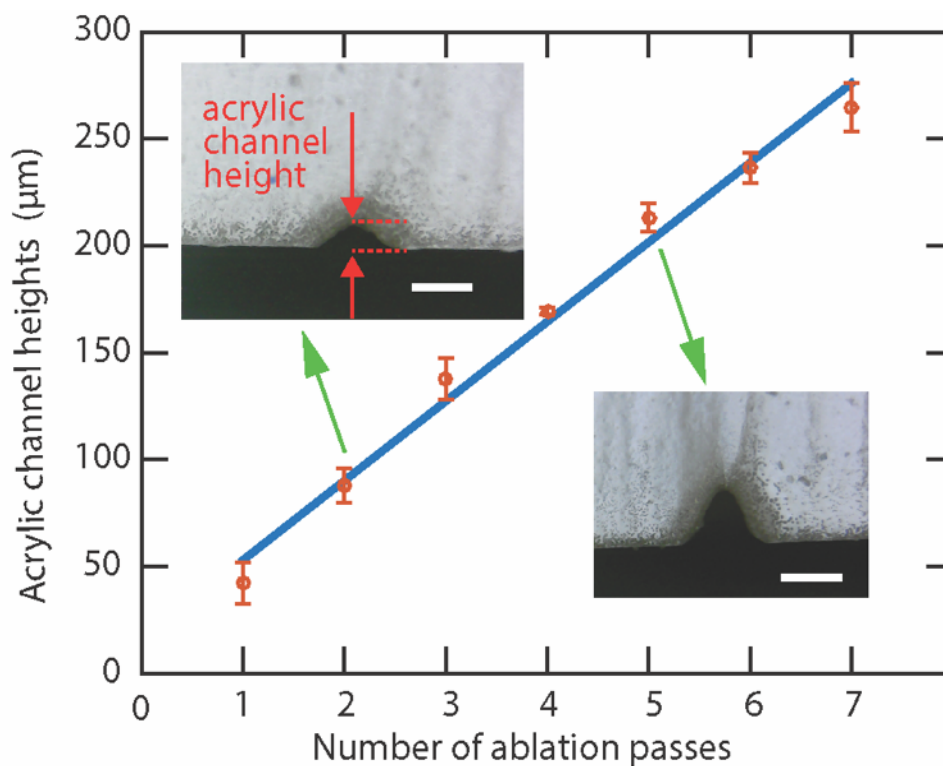 300
250
200
150
100
50
0
Acrylic channel heights (μm)
acrylic
channel
height
0 1 2 3 4 5 6 7
Number of ablation passes